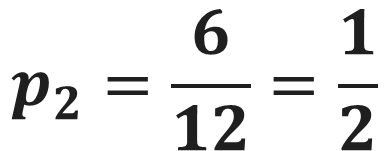 p₂ = 6/12 = 1/2